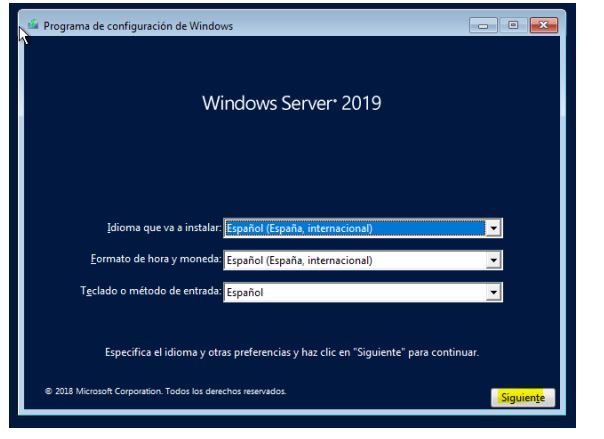 Programa de configuración de Windows
Windows Server® 2019
Idioma que va a instalar: Español (España, internacional)
Formato de hora y moneda: Español (España, internacional)
Teclado o método de entrada: Español
Especifica el idioma y otras preferencias y haz clic en "Siguiente" para continuar.
© 2018 Microsoft Corporation. Todos los derechos reservados.
Siguiente